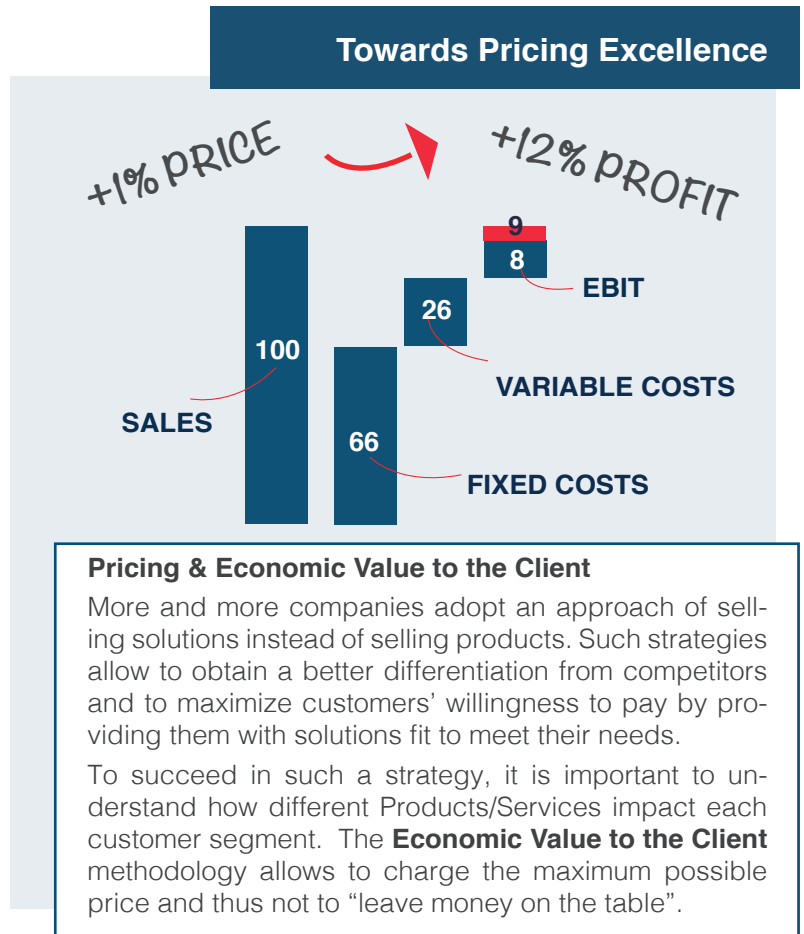 Towards Pricing Excellence
+1% PRICE
+12% PROFIT
9
8
EBIT
26
100
VARIABLE COSTS
SALES
66
FIXED COSTS
Pricing & Economic Value to the Client
More and more companies adopt an approach of sell-
ing solutions instead of selling products. Such strategies
allow to obtain a better differentiation from competitors
and to maximize customers’ willingness to pay by pro-
viding them with solutions fit to meet their needs.
To succeed in such a strategy, it is important to un-
derstand how different Products/Services impact each
customer segment.  The Economic Value to the Client
methodology allows to charge the maximum possible
price and thus not to “leave money on the table”.